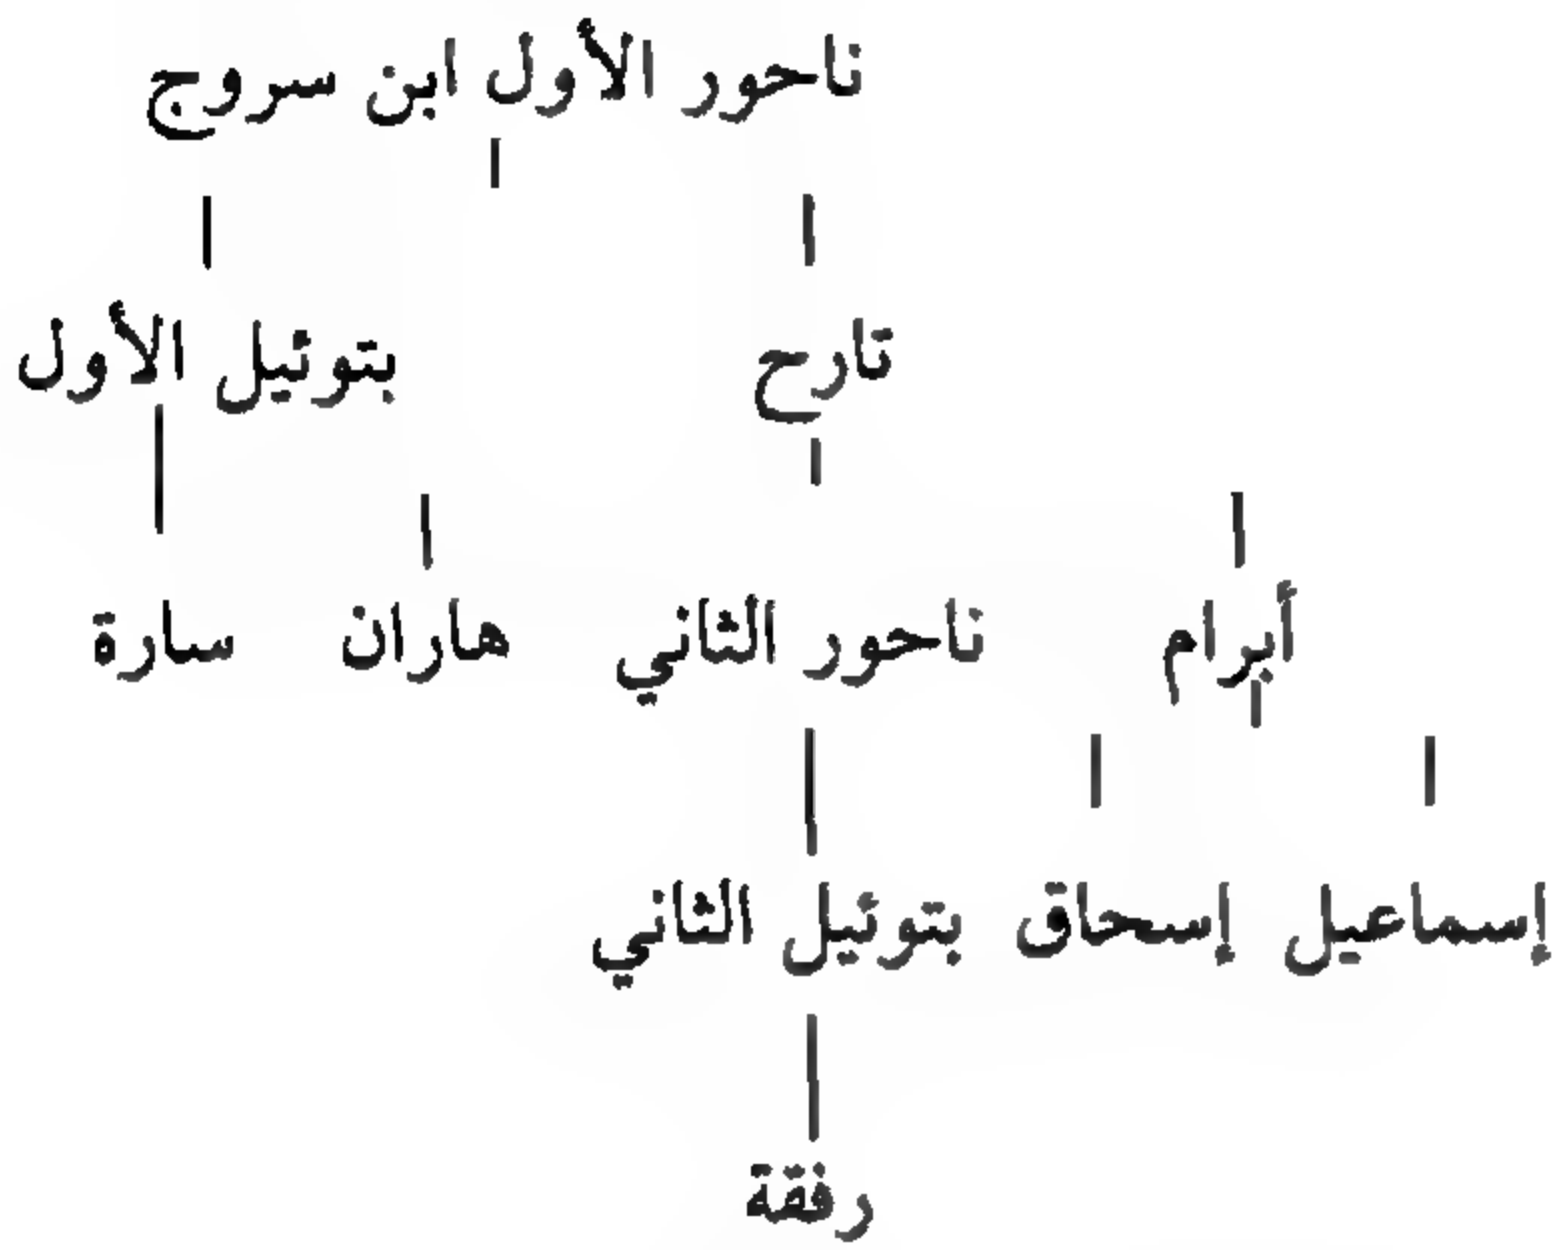 ناحور الأول ابن سروج
تارح بتوئيل الأول
أبرام ناحور الثاني هاران سارة
إسماعيل إسحاق بتوئيل الثاني
رفقة